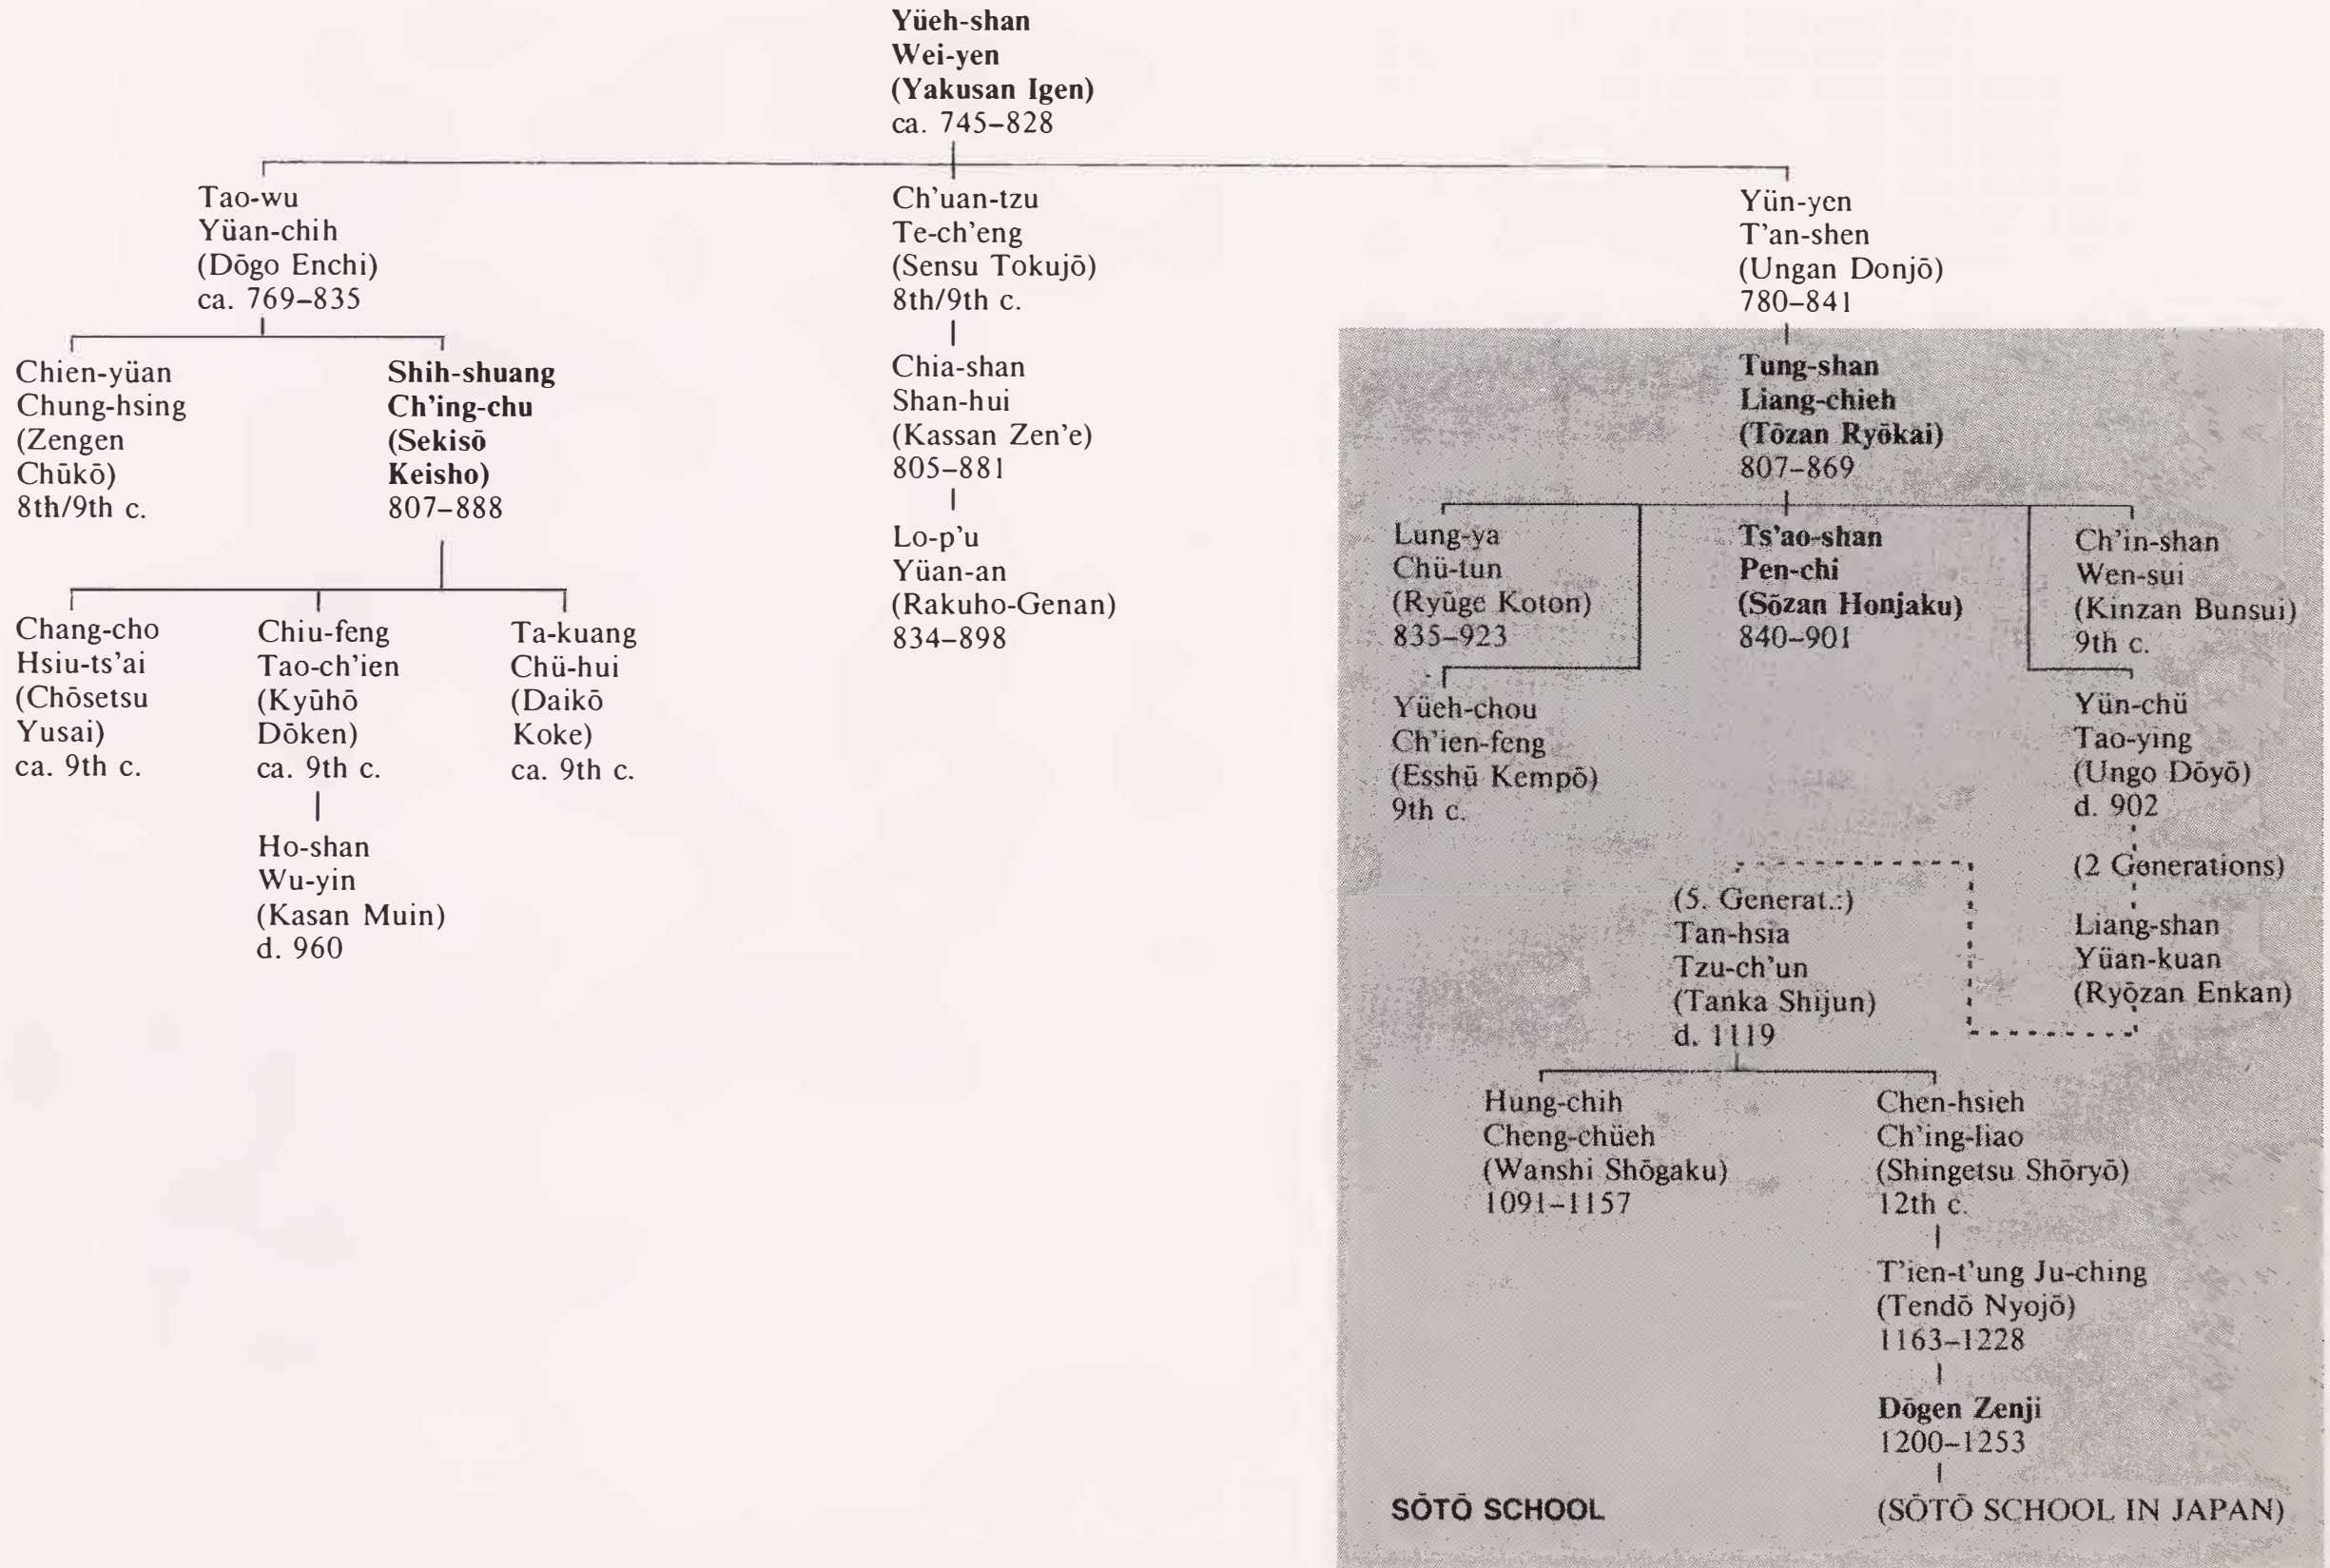 Yüeh-shan
Wei-yen
(Yakusan Igen)
ca. 745–828
Tao-wu
Yüan-chih
(Dōgo Enchi)
ca. 769–835
Ch'uan-tzu
Te-ch'eng
(Sensu Tokujō)
8th/9th c.
Yün-yen
T'an-shen
(Ungan Donjō)
780–841
Chien-yüan
Chung-hsing
(Zengen
Chūkō)
8th/9th c.
Shih-shuang
Ch'ing-chu
(Sekisō
Keisho)
807–888
Chia-shan
Shan-hui
(Kassan Zen'e)
805–881
Tung-shan
Liang-chieh
(Tōzan Ryōkai)
807–869
Lo-p'u
Yüan-an
(Rakuho-Genan)
834–898
Lung-ya
Chü-tun
(Ryūge Koton)
835–923
Ts'ao-shan
Pen-chi
(Sōzan Honjaku)
840–901
Ch'in-shan
Wen-sui
(Kinzan Bunsui)
9th c.
Chang-cho
Hsiu-ts'ai
(Chōsetsu
Yusai)
ca. 9th c.
Chiu-feng
Tao-ch'ien
(Kyūhō
Dōken)
ca. 9th c.
Ta-kuang
Chü-hui
(Daikō
Koke)
ca. 9th c.
Yüeh-chou
Ch'ien-feng
(Esshū Kempō)
9th c.
Yün-chü
Tao-ying
(Ungo Dōyō)
d. 902
Ho-shan
Wu-yin
(Kasan Muin)
d. 960
(2 Generations)
Liang-shan
Yüan-kuan
(Ryōzan Enkan)
(5. Generat.:)
Tan-hsia
Tzu-ch'un
(Tanka Shijun)
d. 1119
Hung-chih
Cheng-chüeh
(Wanshi Shōgaku)
1091–1157
Chen-hsieh
Ch'ing-liao
(Shingetsu Shōryō)
12th c.
T'ien-t'ung Ju-ching
(Tendō Nyojō)
1163–1228
Dōgen Zenji
1200–1253
SŌTŌ SCHOOL
(SŌTŌ SCHOOL IN JAPAN)